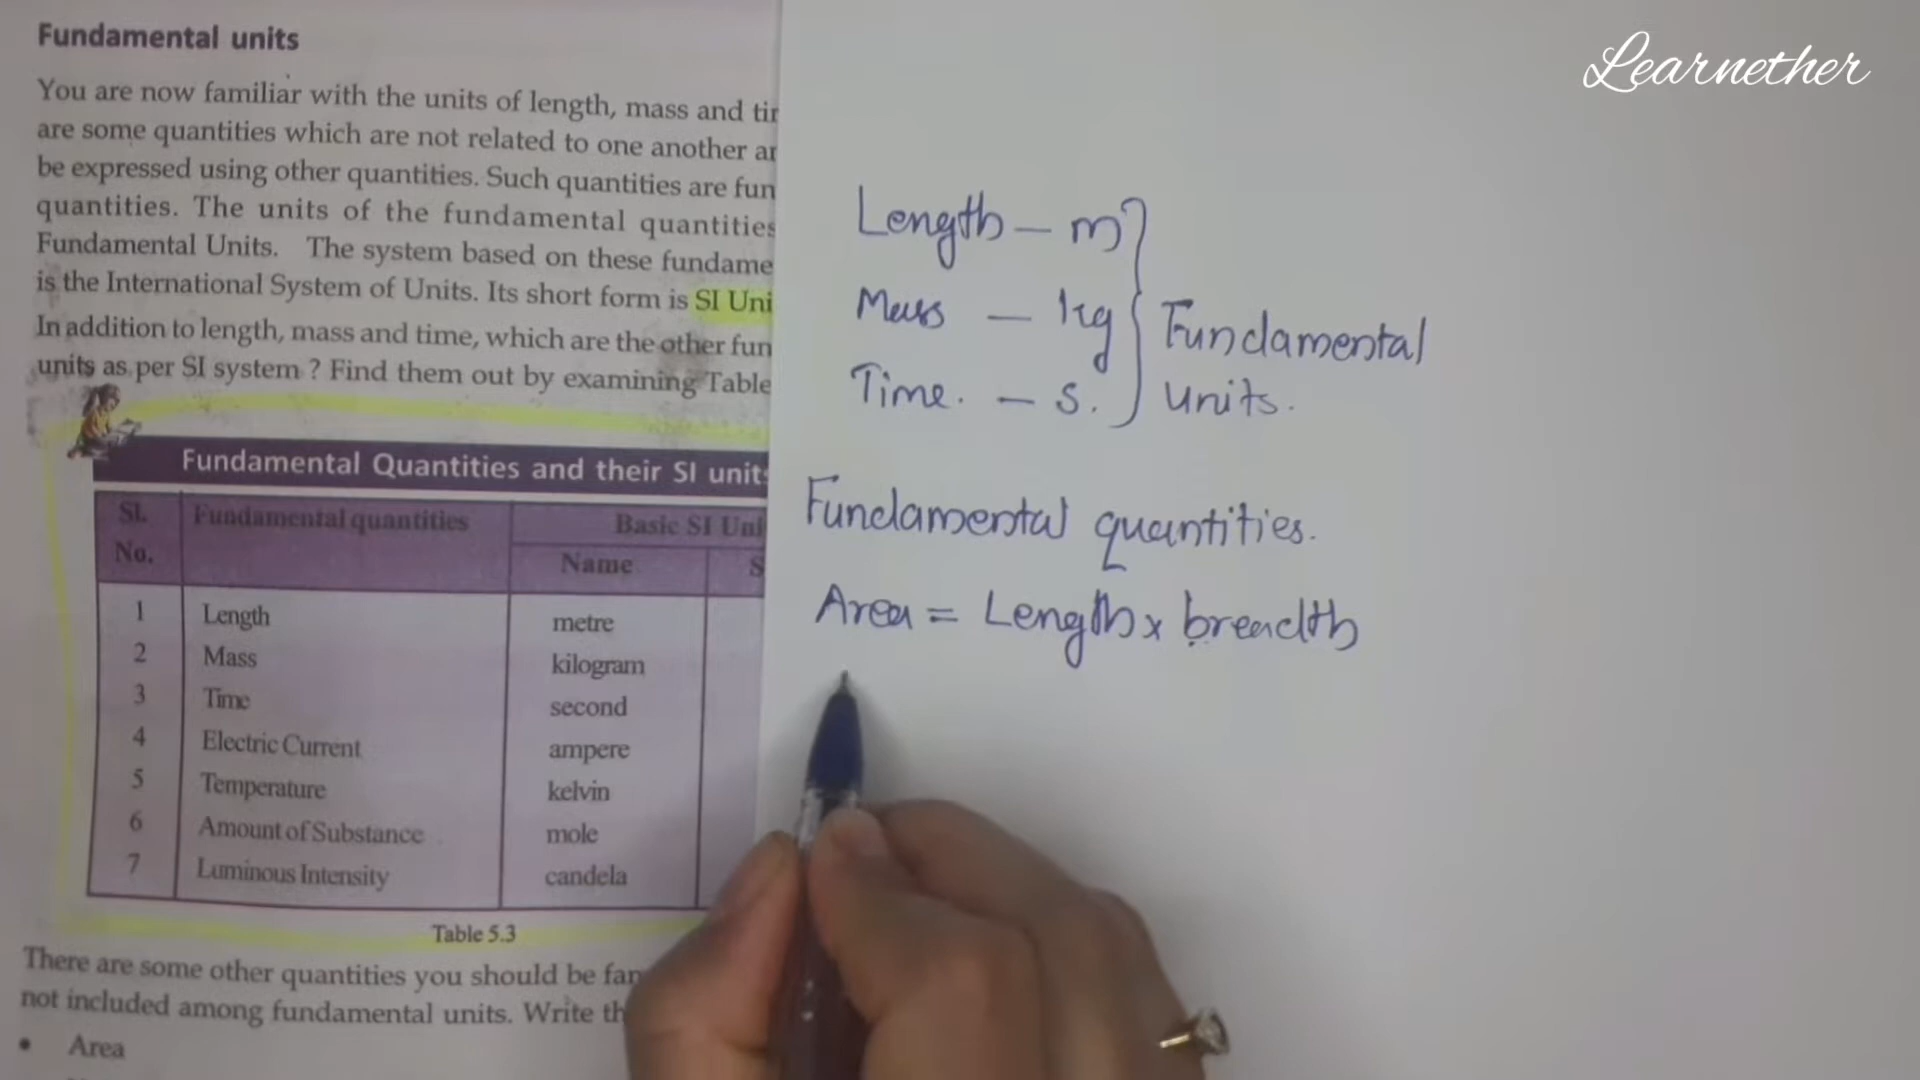 Fundamental units
You are now familiar with the units of length, mass and
are some quantities which are not related to one another
be expressed using other quantities. Such quantities are fun
quantities. The units of the fundamental quantities
Fundamental Units. The system based on these fundame
is the International System of Units. Its short form is SI Uni
In addition to length, mass and time, which are the other fun
units as per SI system ? Find them out by examining Table
Fundamental Quantities and their SI unit
Sl. No. Fundamental quantities Basic SI Uni
Name S
1 Length metre
2 Mass kilogram
3 Time second
4 Electric Current ampere
5 Temperature kelvin
6 Amount of Substance mole
7 Luminous Intensity candela
Table 5.3
There are some other quantities you should be fam
not included among fundamental units. Write th
• Area
Learnether
Length - m
Mass - kg
Time. - s.
Fundamental
units.
Fundamental quantities.
Area = Length x breadth